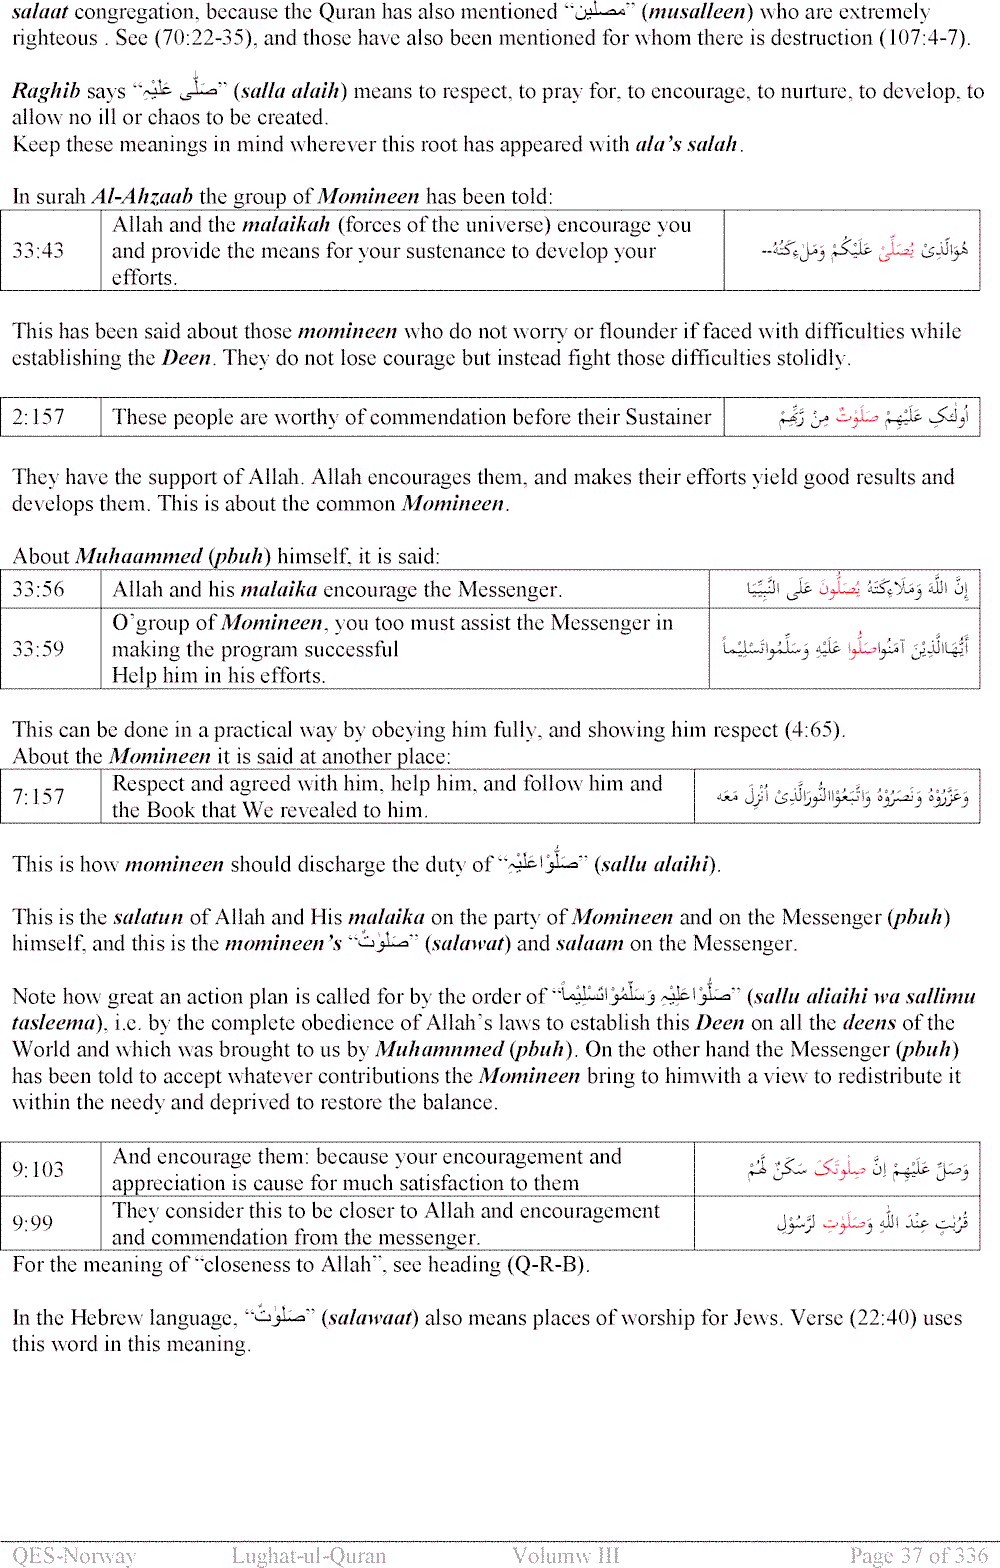 salaat congregation, because the Quran has also mentioned “مصلّین” (musalleen) who are extremely
righteous . See (70:22-35), and those have also been mentioned for whom there is destruction (107:4-7).
Raghib says “صَلّٰی عَلَیْہِ” (salla alaih) means to respect, to pray for, to encourage, to nurture, to develop, to
allow no ill or chaos to be created.
Keep these meanings in mind wherever this root has appeared with ala’s salah.
In surah Al-Ahzaab the group of Momineen has been told:
33:43
Allah and the malaikah (forces of the universe) encourage you
and provide the means for your sustenance to develop your
efforts.
هُوَالَّذِیْ یُصَلِّیْ عَلَیْکُمْ وَمَلٰءِکَتُہٗ--
This has been said about those momineen who do not worry or flounder if faced with difficulties while
establishing the Deen. They do not lose courage but instead fight those difficulties stolidly.
2:157 These people are worthy of commendation before their Sustainer اُولٰئکِ عَلَیْہِمْ صَلَوٰتٌ مِنْ رَّبِّہِمْ
They have the support of Allah. Allah encourages them, and makes their efforts yield good results and
develops them. This is about the common Momineen.
About Muhaammed (pbuh) himself, it is said:
33:56 Allah and his malaika encourage the Messenger. إِنَّ اللَّهَ وَمَلَاءِكَتَهُ يُصَلُّونَ عَلَى النَّبِيِّيَا
33:59
O’group of Momineen, you too must assist the Messenger in
making the program successful
Help him in his efforts.
أَيُّهَاالَّذِيْنَ آمَنُواصَلُّوا عَلَيْهِ وَسَلِّمُواتَسْلِيْماً
This can be done in a practical way by obeying him fully, and showing him respect (4:65).
About the Momineen it is said at another place:
7:157
Respect and agreed with him, help him, and follow him and
the Book that We revealed to him.
وَعَزَّرُوْہُ وَنَصَرُوْہُ وَاتَّبَعُوْاالنُّورَالَّذِیْ اُنْزِلَ مَعَه
This is how momineen should discharge the duty of “صَلُّوْاعَلَیْہِ” (sallu alaihi).
This is the salatun of Allah and His malaika on the party of Momineen and on the Messenger (pbuh)
himself, and this is the momineen’s “صَلَوٰتٌ” (salawat) and salaam on the Messenger.
Note how great an action plan is called for by the order of “صَلُّوْاعَلَیْہِ وَسَلِّمُوْاتَسْلِیْماً” (sallu aliaihi wa sallimu
tasleema), i.e. by the complete obedience of Allah’s laws to establish this Deen on all the deens of the
World and which was brought to us by Muhamnmed (pbuh). On the other hand the Messenger (pbuh)
has been told to accept whatever contributions the Momineen bring to himwith a view to redistribute it
within the needy and deprived to restore the balance.
9:103
And encourage them: because your encouragement and
appreciation is cause for much satisfaction to them
وَصَلِّ عَلَیْہِمْ اِنَّ صِلٰوتَکَ سَکَنٌ لَّہُمْ
9:99
They consider this to be closer to Allah and encouragement
and commendation from the messenger.
قُرُبٰتٍ عِنْدَ اللّٰہِ وَصَلَوٰتِ لرَّسُوْلِ
For the meaning of “closeness to Allah”, see heading (Q-R-B).
In the Hebrew language, “صَلَوٰتٌ” (salawaat) also means places of worship for Jews. Verse (22:40) uses
this word in this meaning.
QES-Norway Lughat-ul-Quran Volumw III Page 37 of 336